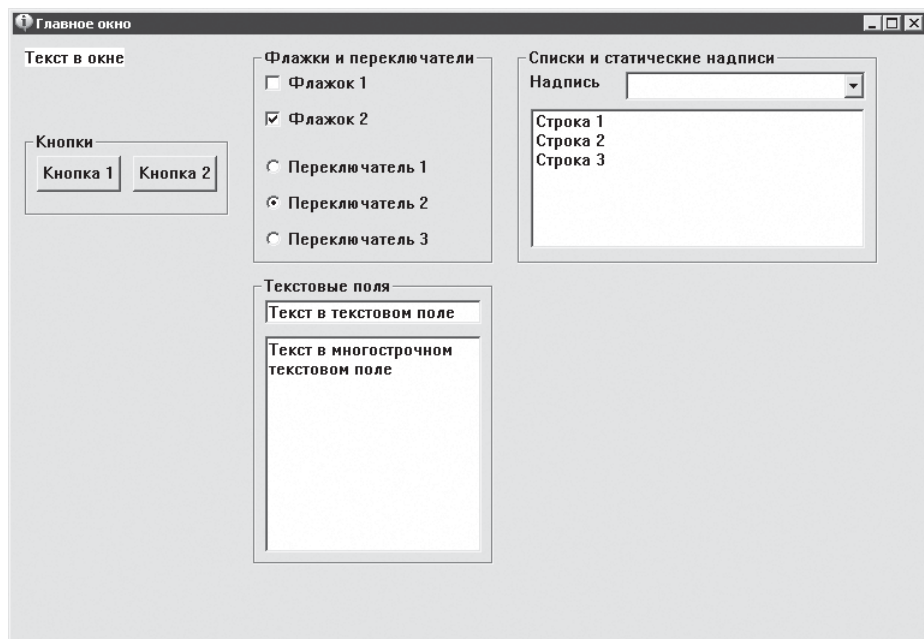 Главное окно
Текст в окне
Кнопки
Кнопка 1
Кнопка 2
Флажки и переключатели
Флажок 1
Флажок 2
Переключатель 1
Переключатель 2
Переключатель 3
Списки и статические надписи
Надпись
Строка 1
Строка 2
Строка 3
Текстовые поля
Текст в текстовом поле
Текст в многострочном
текстовом поле